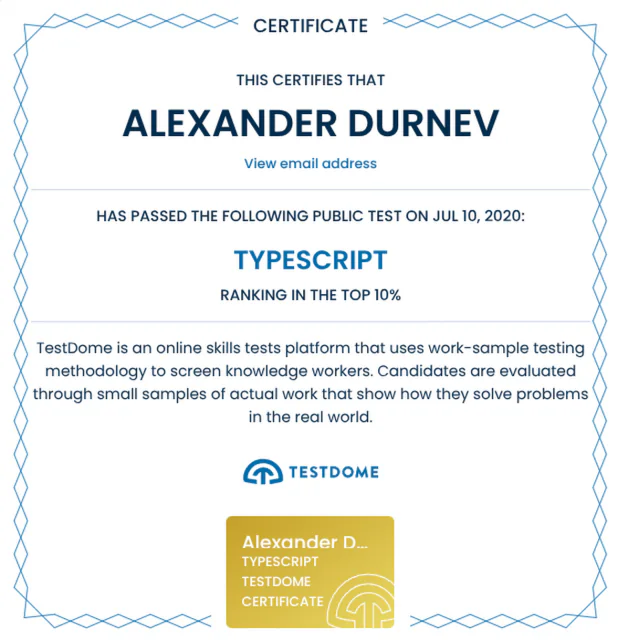 CERTIFICATE
THIS CERTIFIES THAT
ALEXANDER DURNEV
View email address
HAS PASSED THE FOLLOWING PUBLIC TEST ON JUL 10, 2020:
TYPESCRIPT
RANKING IN THE TOP 10%
TestDome is an online skills tests platform that uses work-sample testing
methodology to screen knowledge workers. Candidates are evaluated
through small samples of actual work that show how they solve problems
in the real world.
TESTDOME
Alexander D...
TYPESCRIPT
TESTDOME
CERTIFICATE